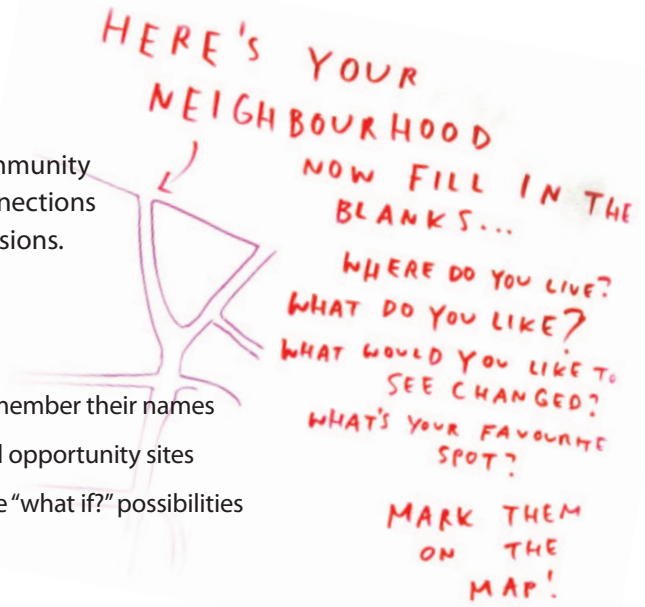 HERE'S YOUR
NEIGHBOURHOOD
NOW FILL IN THE
BLANKS...
WHERE DO YOU LIVE?
WHAT DO YOU LIKE?
WHAT WOULD YOU LIKE TO
SEE CHANGED?
WHAT'S YOUR FAVOURITE
SPOT?
MARK THEM
ON THE
MAP!
mmunity
nections
sions.
member their names
l opportunity sites
e “what if?” possibilities